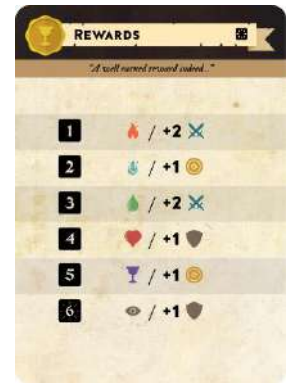 REWARDS
"A well earned reward indeed..."
1 / +2
2 / +1
3 / +2
4 / +1
5 / +1
6 / +1